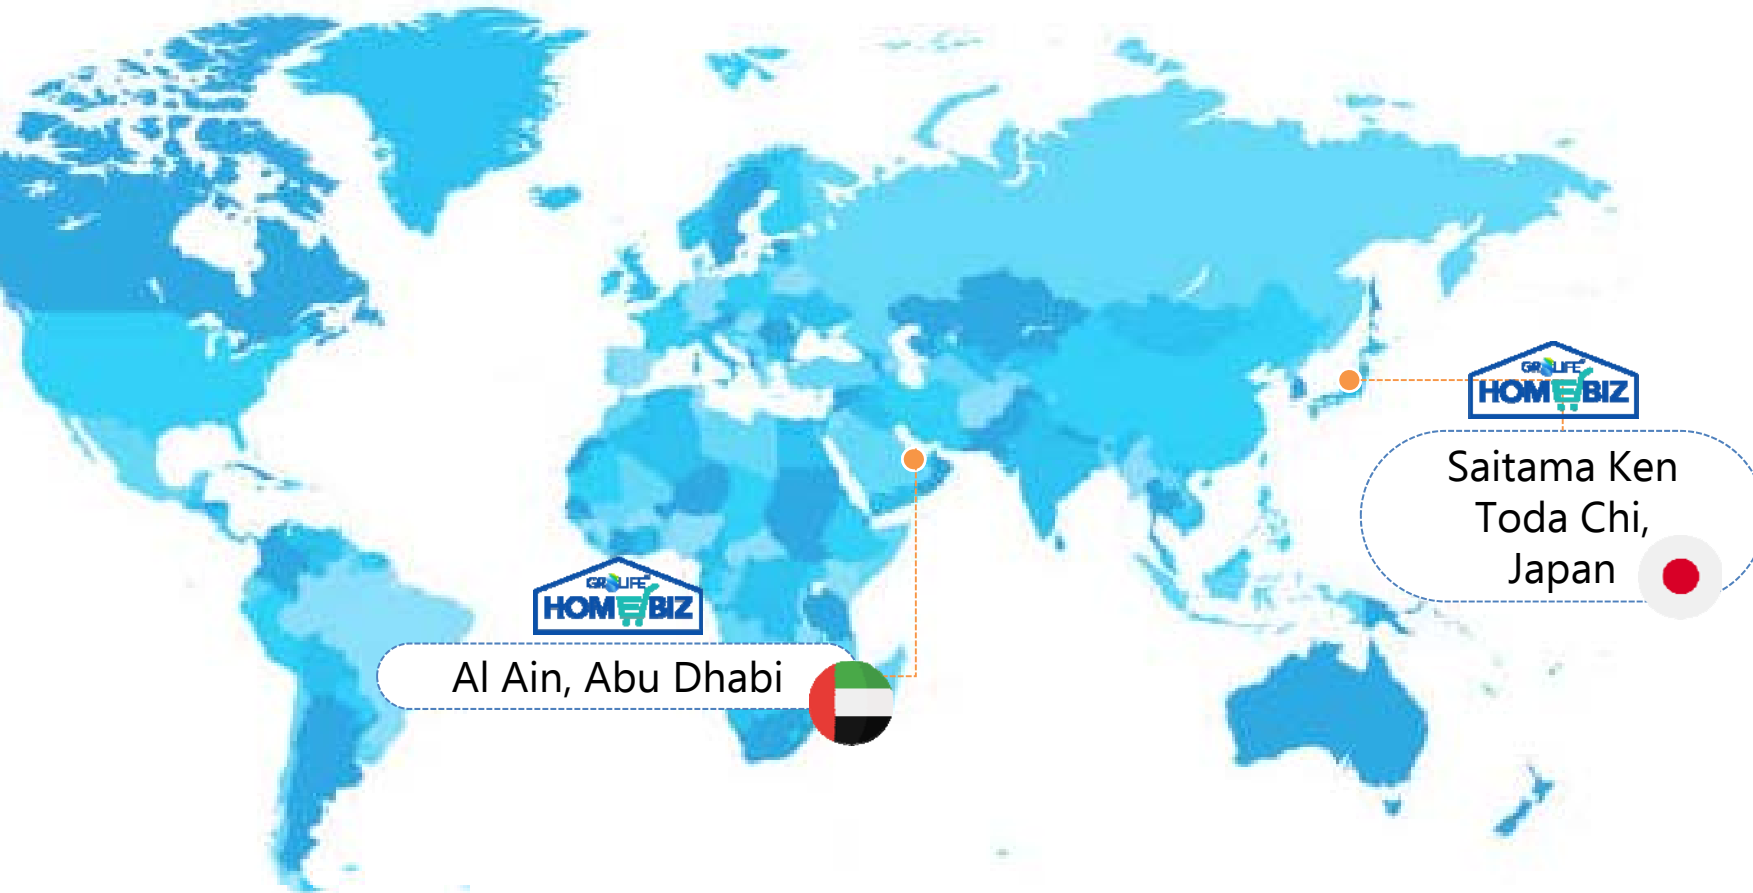 GROLIFE
HOMEBIZ
Saitama Ken
Toda Chi,
Japan
GROLIFE
HOMEBIZ
Al Ain, Abu Dhabi